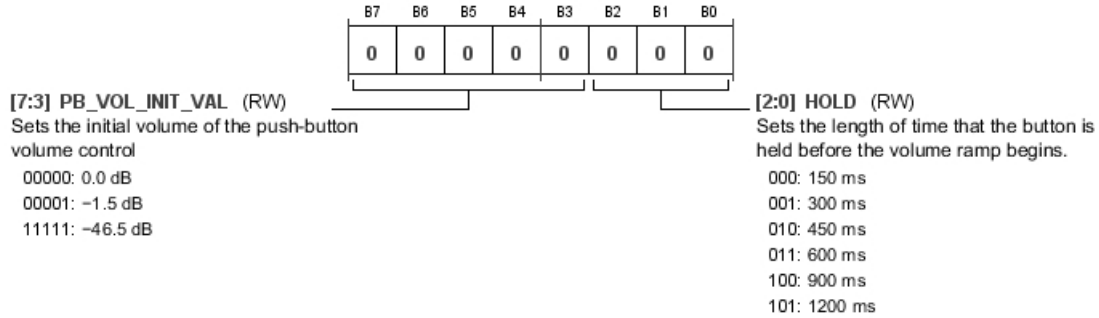 B7 B6 B5 B4 B3 B2 B1 B0
0 0 0 0 0 0 0 0
[7:3] PB_VOL_INIT_VAL (RW)
Sets the initial volume of the push-button
volume control
00000: 0.0 dB
00001: −1.5 dB
11111: −46.5 dB
[2:0] HOLD (RW)
Sets the length of time that the button is
held before the volume ramp begins.
000: 150 ms
001: 300 ms
010: 450 ms
011: 600 ms
100: 900 ms
101: 1200 ms